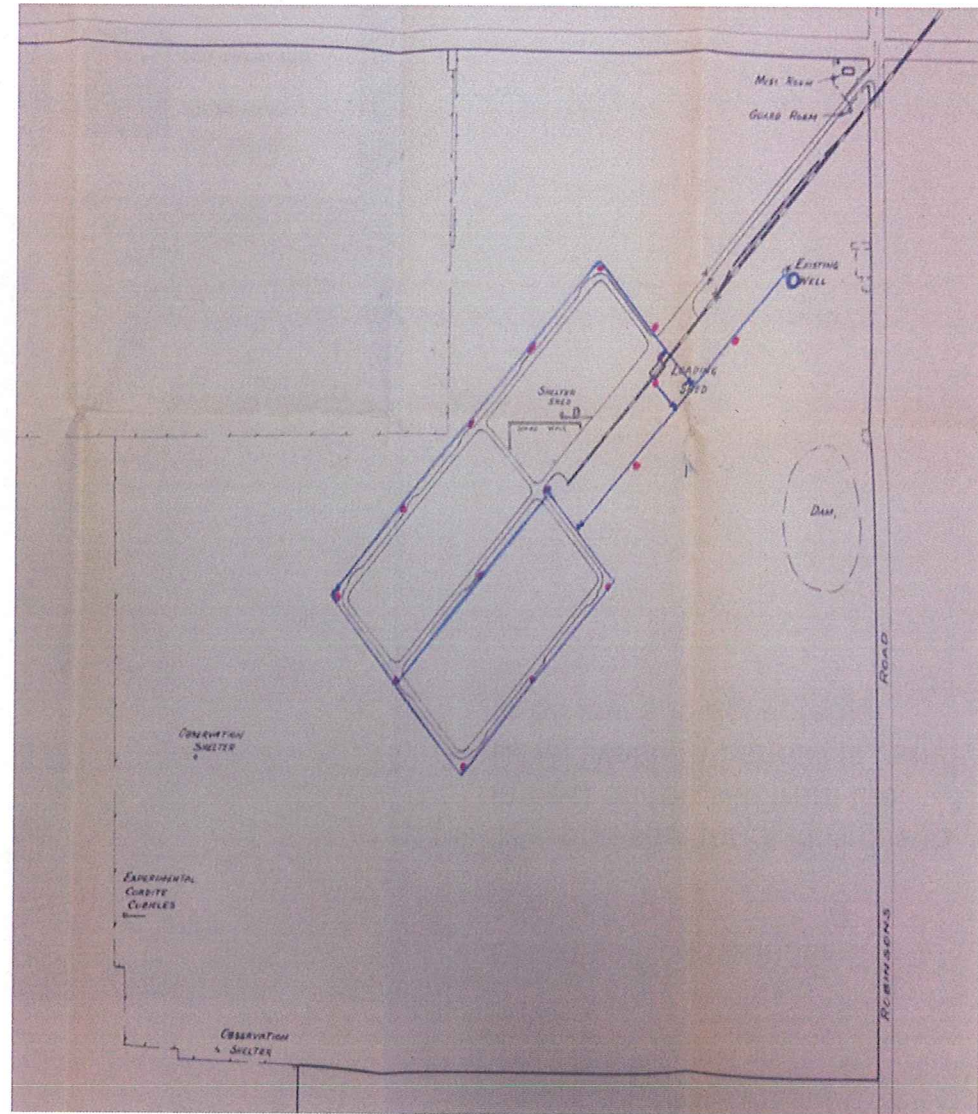 MESS ROOM
GUARD ROOM
EXISTING
WELL
LOADING
SHED
SHELTER
SHED
DAM,
ROAD
OBSERVATION
SHELTER
EXPERIMENTAL
CORDITE
CUBICLES
ROBINSONS
OBSERVATION
SHELTER